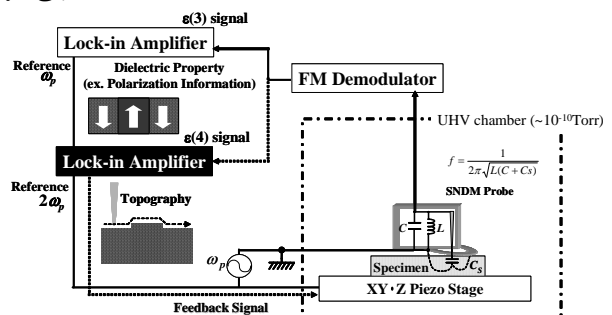 ε(3) signal
Lock-in Amplifier
Reference
ωp
Dielectric Property
(ex. Polarization Information)
FM Demodulator
ε(4) signal
UHV chamber (~10-10Torr)
Lock-in Amplifier
f = 1 / 2π√L(C + Cs)
SNDM Probe
Reference
2ωp
Topography
C
L
ωp
Specimen
Cs
XY・Z Piezo Stage
Feedback Signal